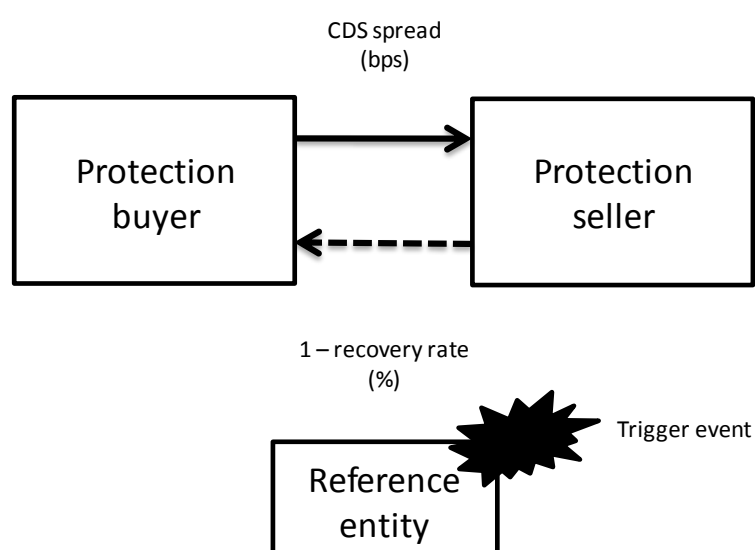 CDS spread
(bps)
Protection
buyer
Protection
seller
1 – recovery rate
(%)
Trigger event
Reference
entity